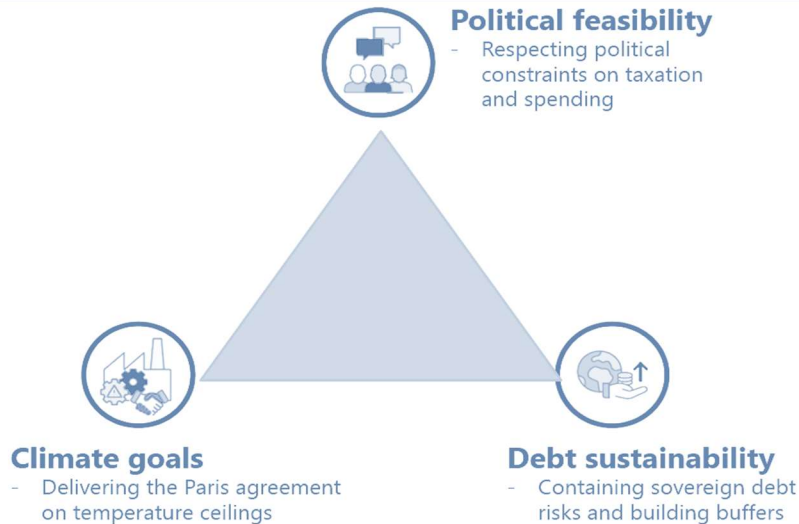 Political feasibility
- Respecting political
constraints on taxation
and spending
Climate goals
- Delivering the Paris agreement
on temperature ceilings
Debt sustainability
- Containing sovereign debt
risks and building buffers